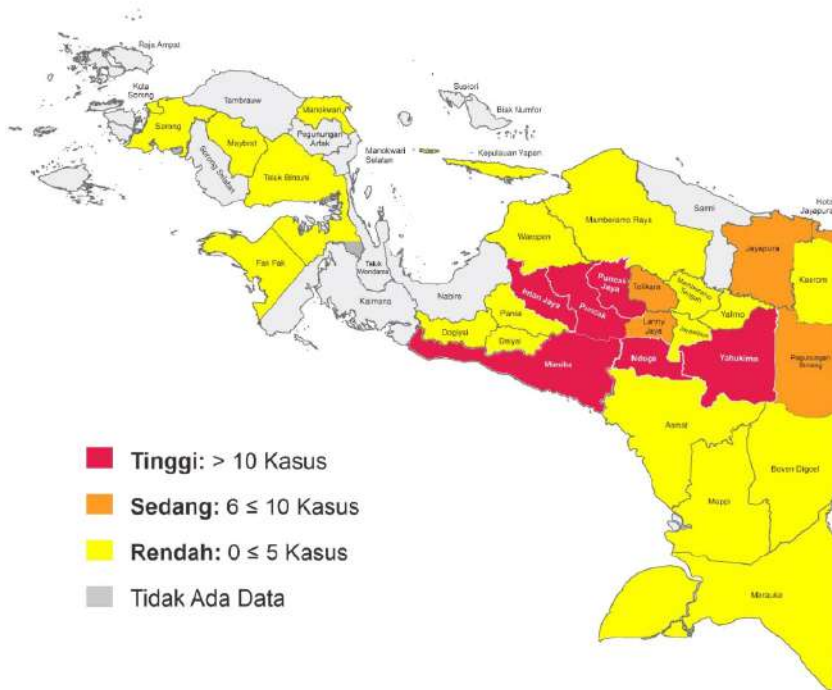 Raja Ampat
Kota
Sorong
Sorong
Tambrauw
Maybrat
Sorong Selatan
Manokwari
Pegunungan
Arfak
Manokwari
Selatan
Teluk Bintuni
Fak Fak
Teluk
Wondama
Kaimana
Supiori
Biak Numfor
Kepulauan Yapen
Nabire
Waropen
Mamberamo Raya
Sarmi
Kota
Jayapura
Jayapura
Keerom
Intan Jaya
Puncak
Jaya
Puncak
Tolikara
Mamberamo
Tengah
Yalimo
Lanny
Jaya
Paniai
Dogiyai
Deiyai
Mimika
Nduga
Yahukimo
Pegunungan
Bintang
Asmat
Mappi
Boven Digoel
Merauke
Tinggi: > 10 Kasus
Sedang: 6 ≤ 10 Kasus
Rendah: 0 ≤ 5 Kasus
Tidak Ada Data